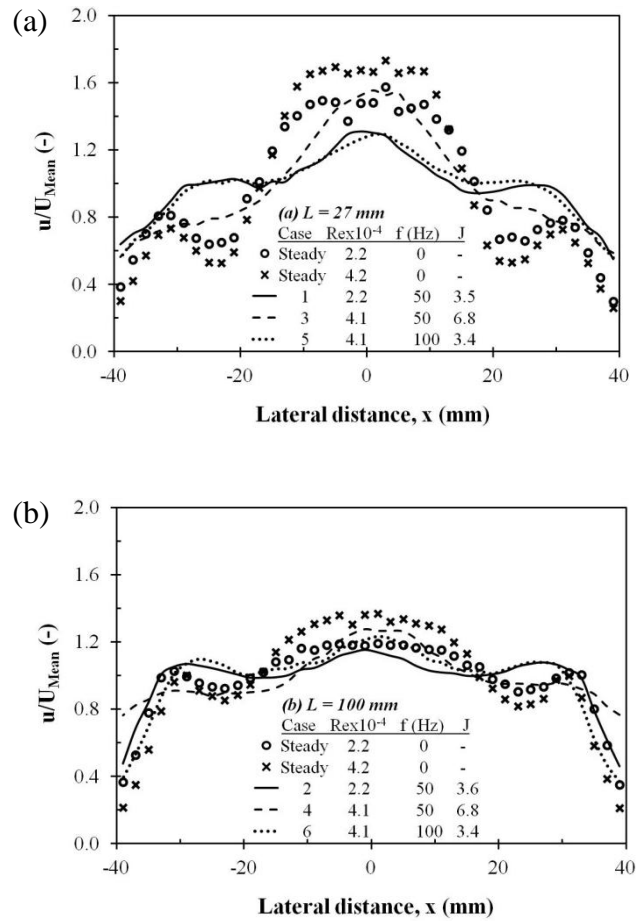 (a)
2.0
1.6
1.2
0.8
0.4
0.0
u/U_Mean (-)
(a) L = 27 mm
Case Rex10⁻⁴ f (Hz) J
Steady 2.2 0 -
Steady 4.2 0 -
1 2.2 50 3.5
3 4.1 50 6.8
5 4.1 100 3.4
-40 -20 0 20 40
Lateral distance, x (mm)
(b)
2.0
1.6
1.2
0.8
0.4
0.0
u/U_Mean (-)
(b) L = 100 mm
Case Rex10⁻⁴ f (Hz) J
Steady 2.2 0 -
Steady 4.2 0 -
2 2.2 50 3.6
4 4.1 50 6.8
6 4.1 100 3.4
-40 -20 0 20 40
Lateral distance, x (mm)